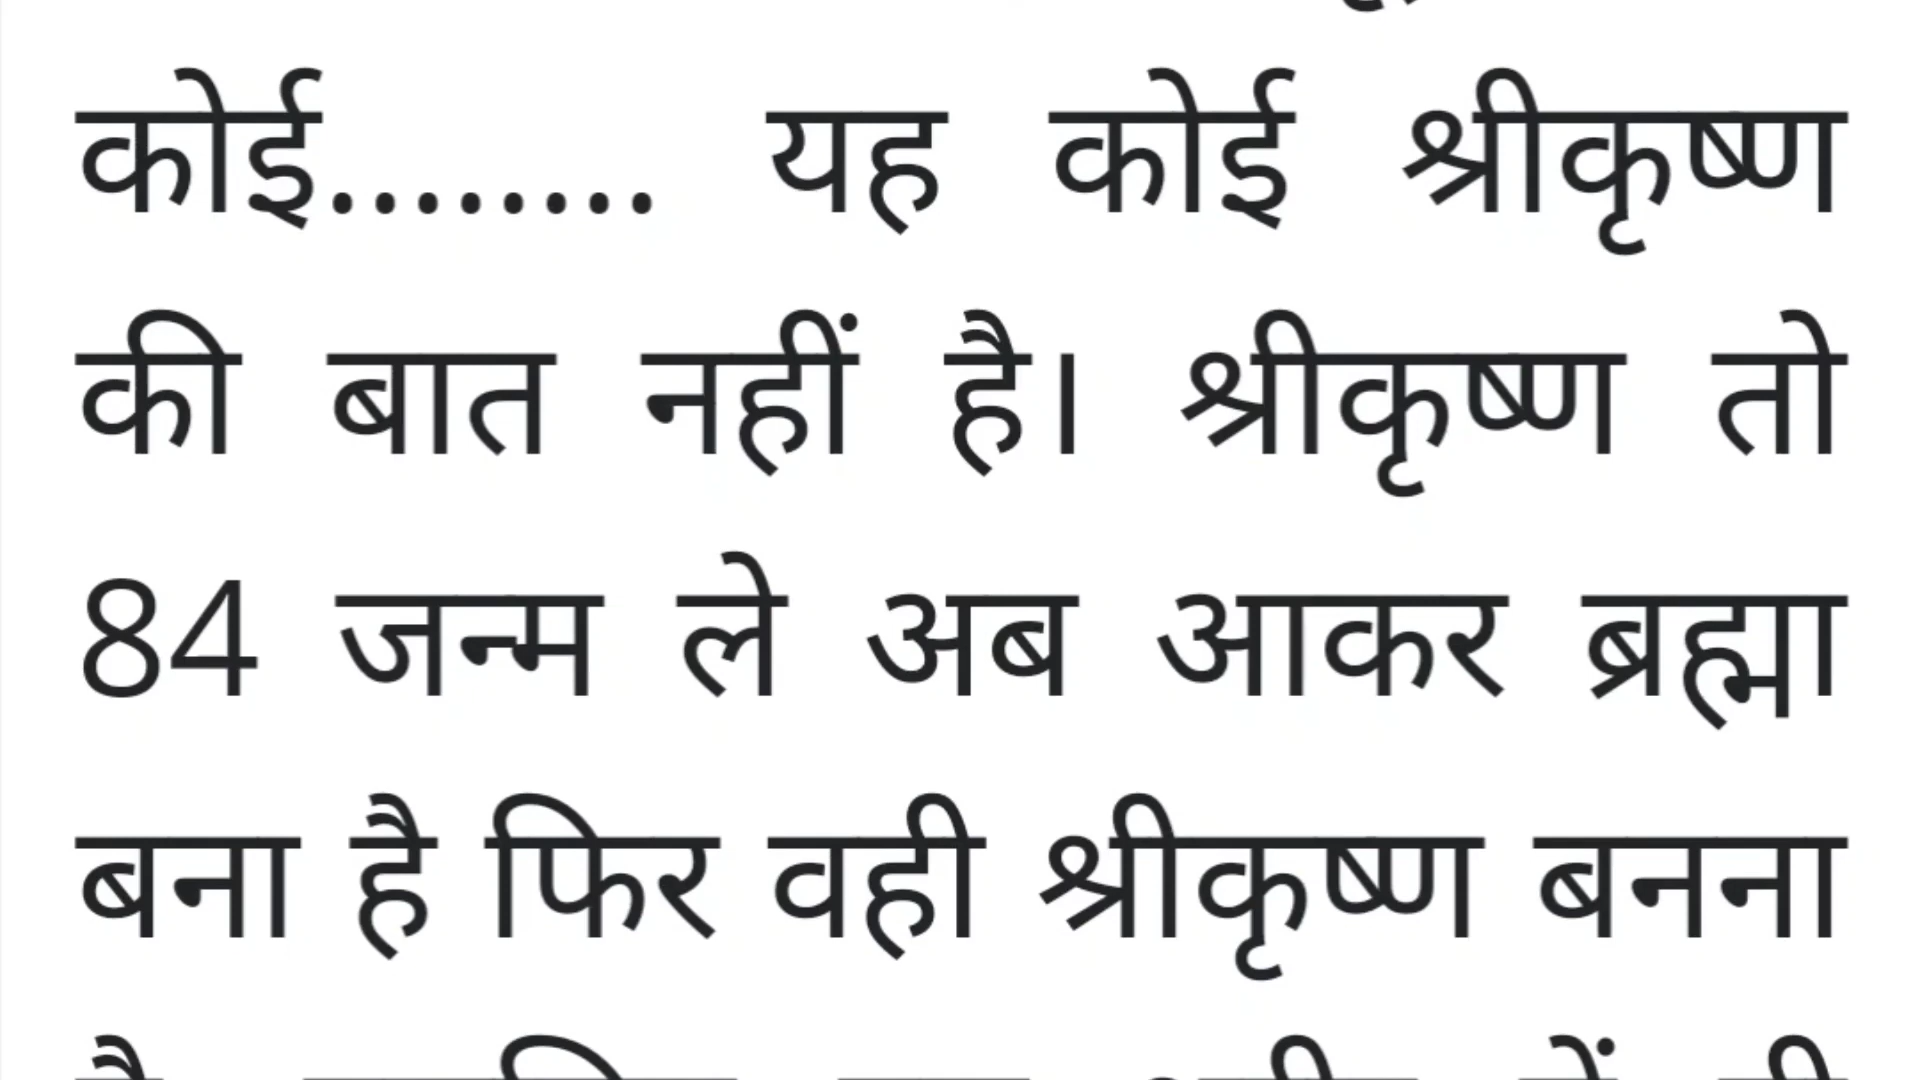 कोई........ यह कोई श्रीकृष्ण
की बात नहीं है। श्रीकृष्ण तो
84 जन्म ले अब आकर ब्रह्मा
बना है फिर वही श्रीकृष्ण बनना